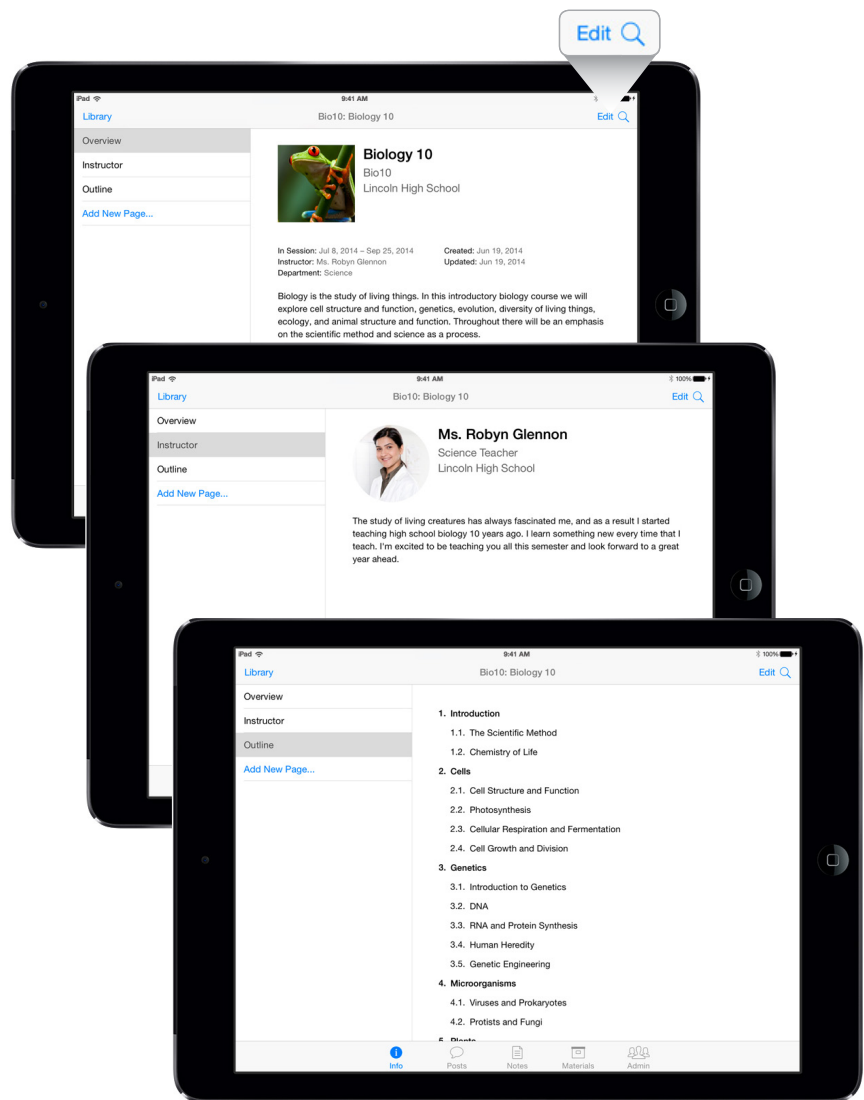 Edit
iPad
9:41 AM
Library
Bio10: Biology 10
Edit
Overview
Instructor
Outline
Add New Page...
Biology 10
Bio10
Lincoln High School
In Session: Jul 8, 2014 – Sep 25, 2014
Created: Jun 19, 2014
Instructor: Ms. Robyn Glennon
Updated: Jun 19, 2014
Department: Science
Biology is the study of living things. In this introductory biology course we will
explore cell structure and function, genetics, evolution, diversity of living things,
ecology, and animal structure and function. Throughout there will be an emphasis
on the scientific method and science as a process.
iPad
9:41 AM
100%
Library
Bio10: Biology 10
Edit
Overview
Instructor
Outline
Add New Page...
Ms. Robyn Glennon
Science Teacher
Lincoln High School
The study of living creatures has always fascinated me, and as a result I started
teaching high school biology 10 years ago. I learn something new every time that I
teach. I'm excited to be teaching you all this semester and look forward to a great
year ahead.
iPad
9:41 AM
100%
Library
Bio10: Biology 10
Edit
Overview
Instructor
Outline
Add New Page...
1. Introduction
1.1. The Scientific Method
1.2. Chemistry of Life
2. Cells
2.1. Cell Structure and Function
2.2. Photosynthesis
2.3. Cellular Respiration and Fermentation
2.4. Cell Growth and Division
3. Genetics
3.1. Introduction to Genetics
3.2. DNA
3.3. RNA and Protein Synthesis
3.4. Human Heredity
3.5. Genetic Engineering
4. Microorganisms
4.1. Viruses and Prokaryotes
4.2. Protists and Fungi
5. Plants
Info
Posts
Notes
Materials
Admin